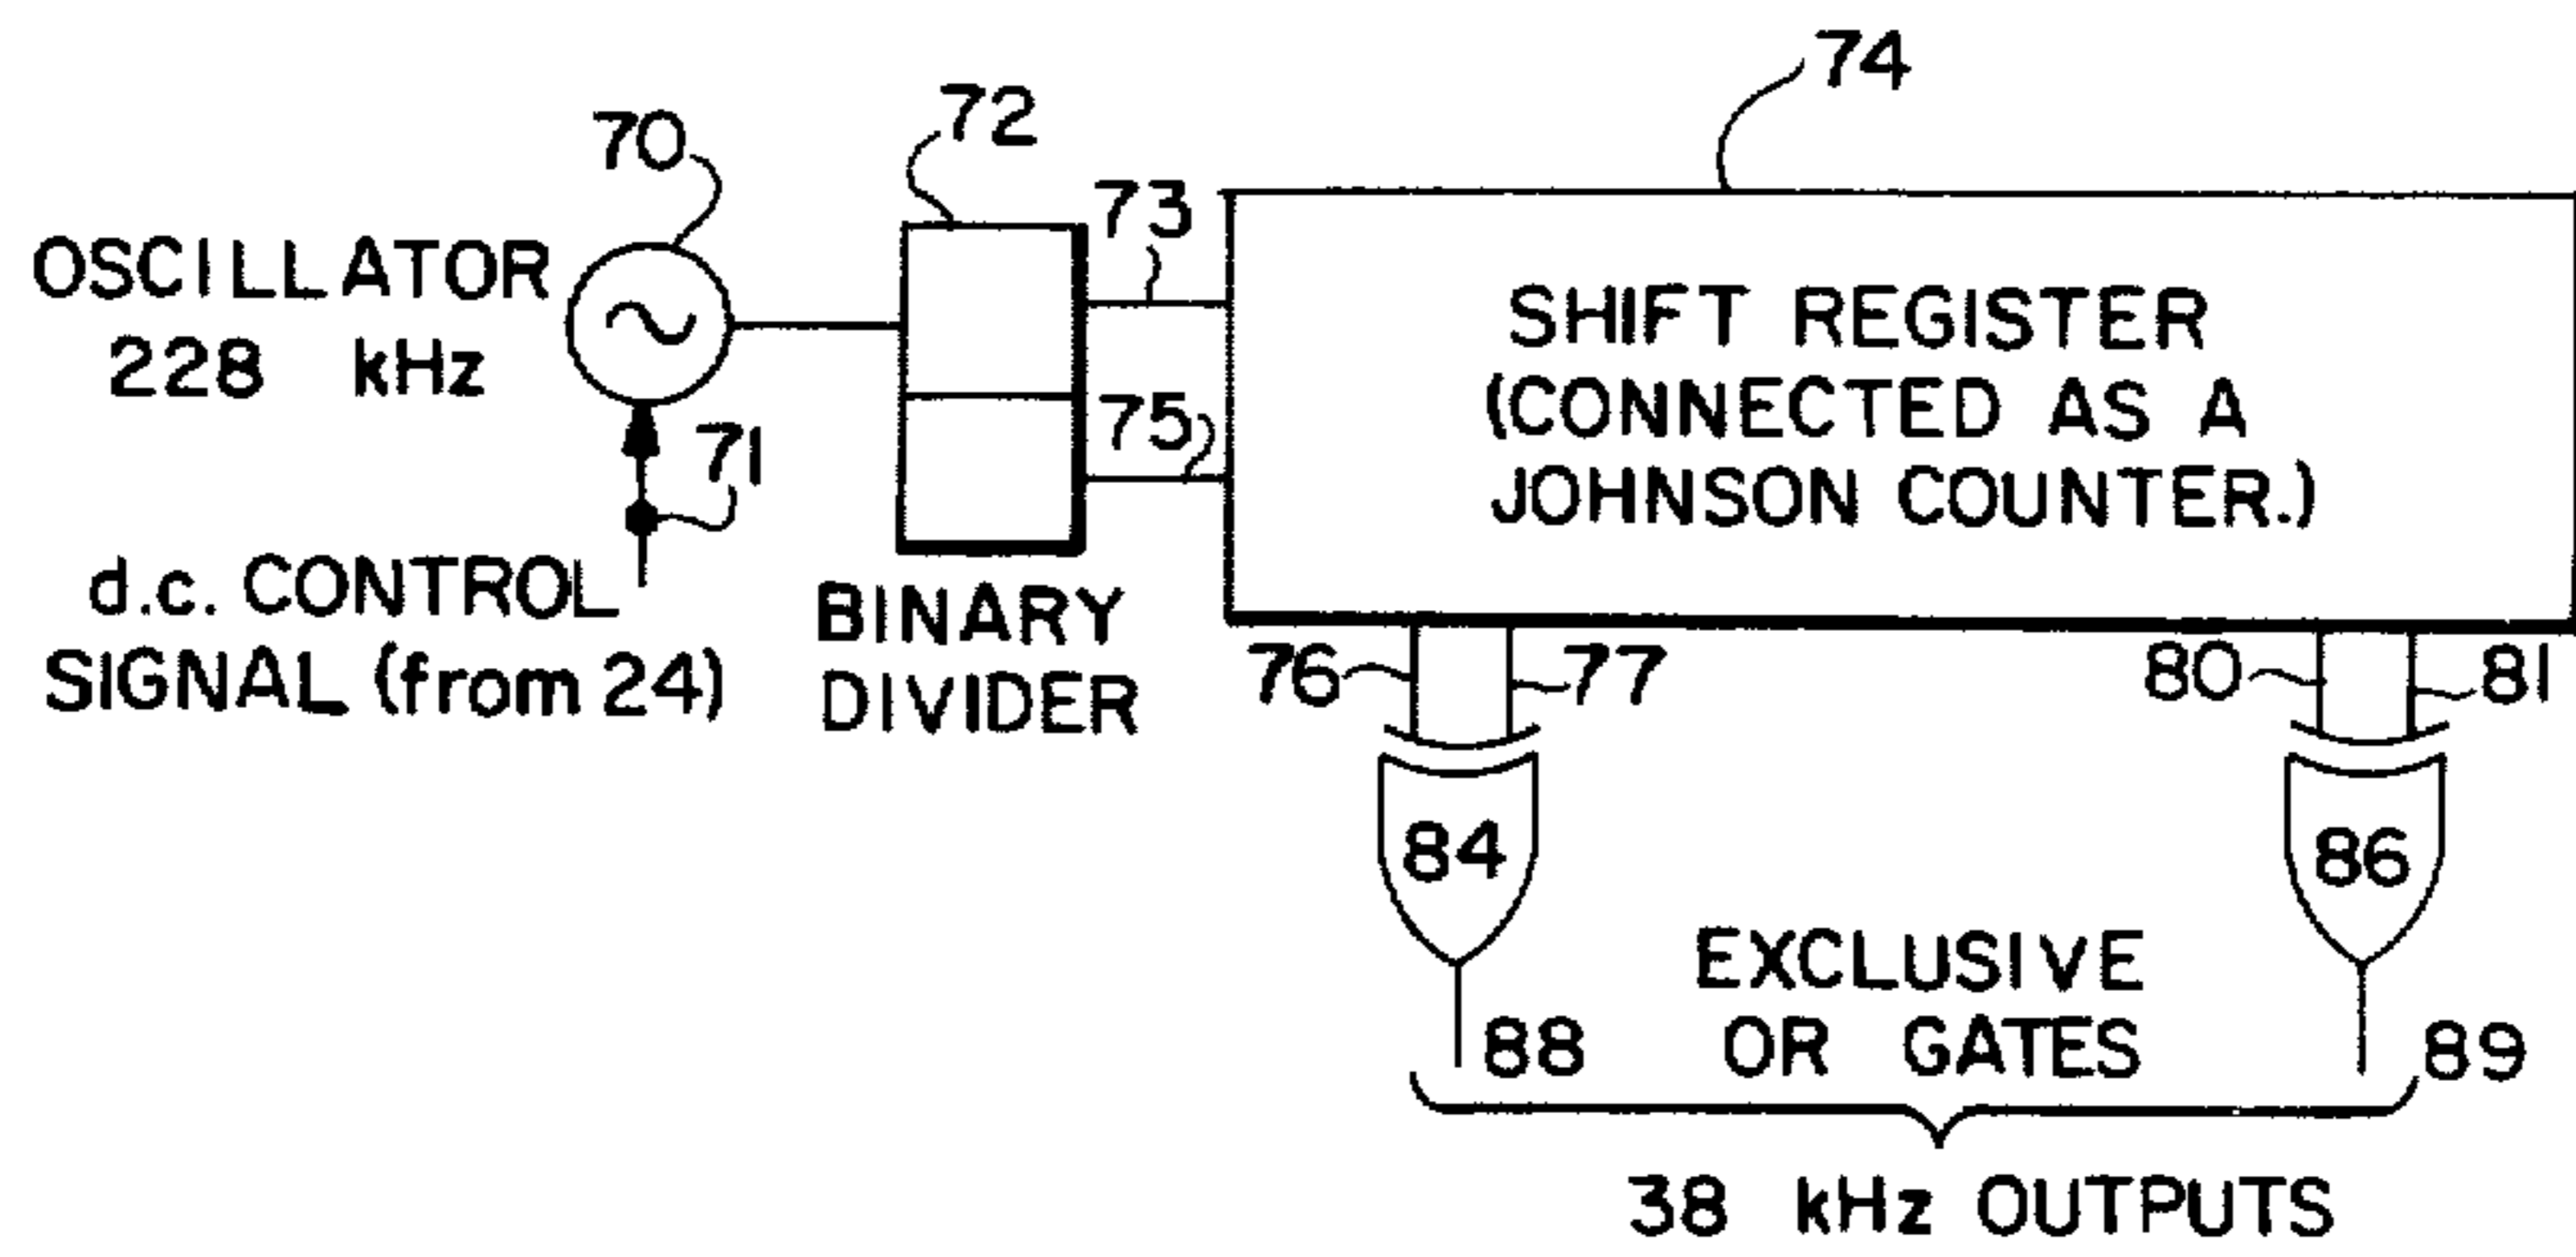 74
72
70
73
OSCILLATOR
228 kHz
SHIFT REGISTER
(CONNECTED AS A
JOHNSON COUNTER.)
75
71
d.c. CONTROL
SIGNAL (from 24)
BINARY
DIVIDER
76
77
80
81
84
86
EXCLUSIVE
OR GATES
88
89
38 kHz OUTPUTS